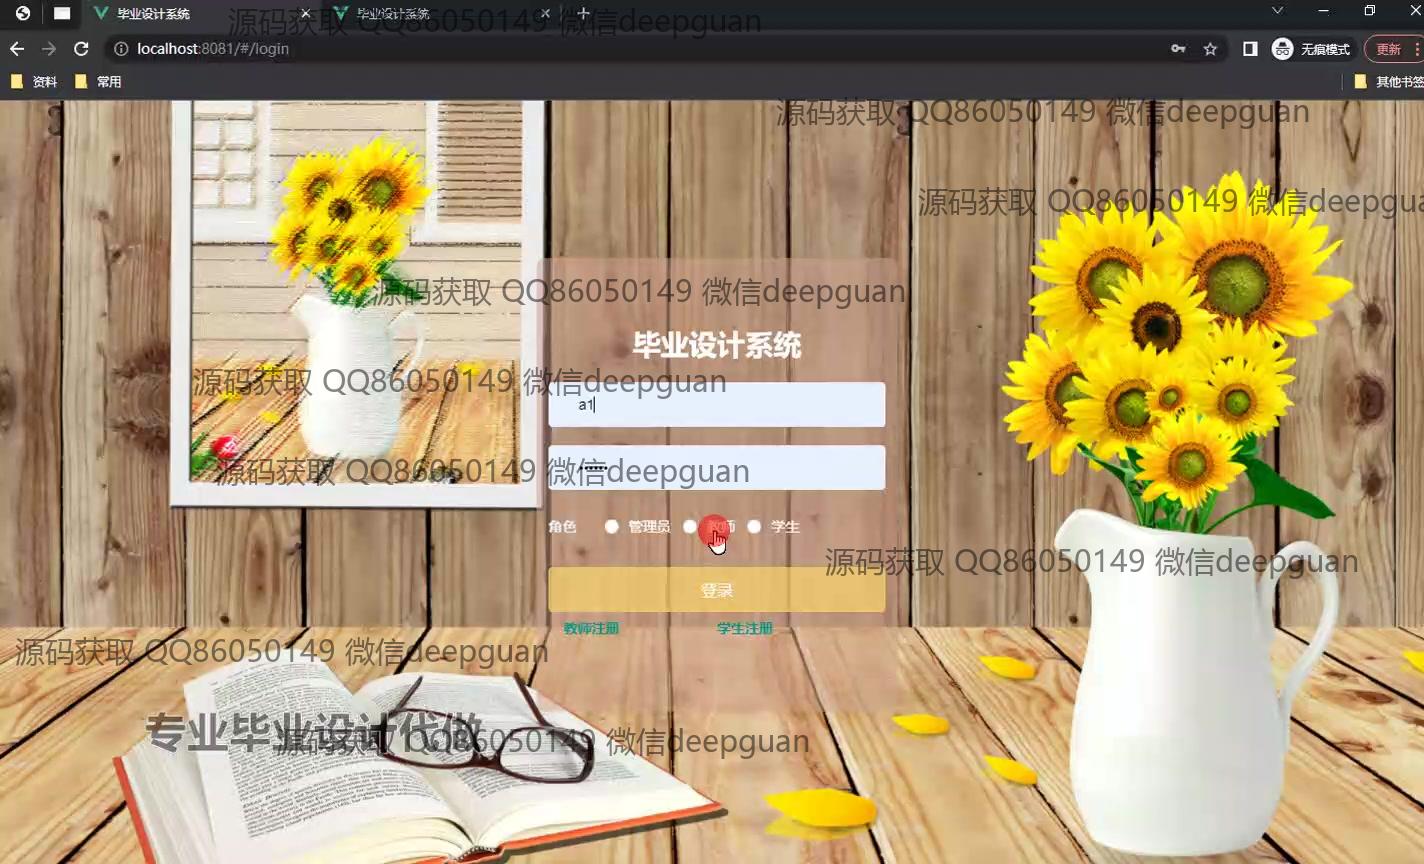 毕业设计系统
毕业设计系统
源码获取 QQ86050149 微信deepguan
localhost:8081/#/login
无痕模式
更新
资料
常用
其他书签
源码获取 QQ86050149 微信deepguan
源码获取 QQ86050149 微信deepgua
源码获取 QQ86050149 微信deepguan
毕业设计系统
源码获取 QQ86050149 微信deepguan
a1
源码获取 QQ86050149 微信deepguan
角色 管理员 教师 学生
源码获取 QQ86050149 微信deepguan
登录
教师注册 学生注册
源码获取 QQ86050149 微信deepguan
专业毕业设计代做
源码获取 QQ86050149 微信deepguan